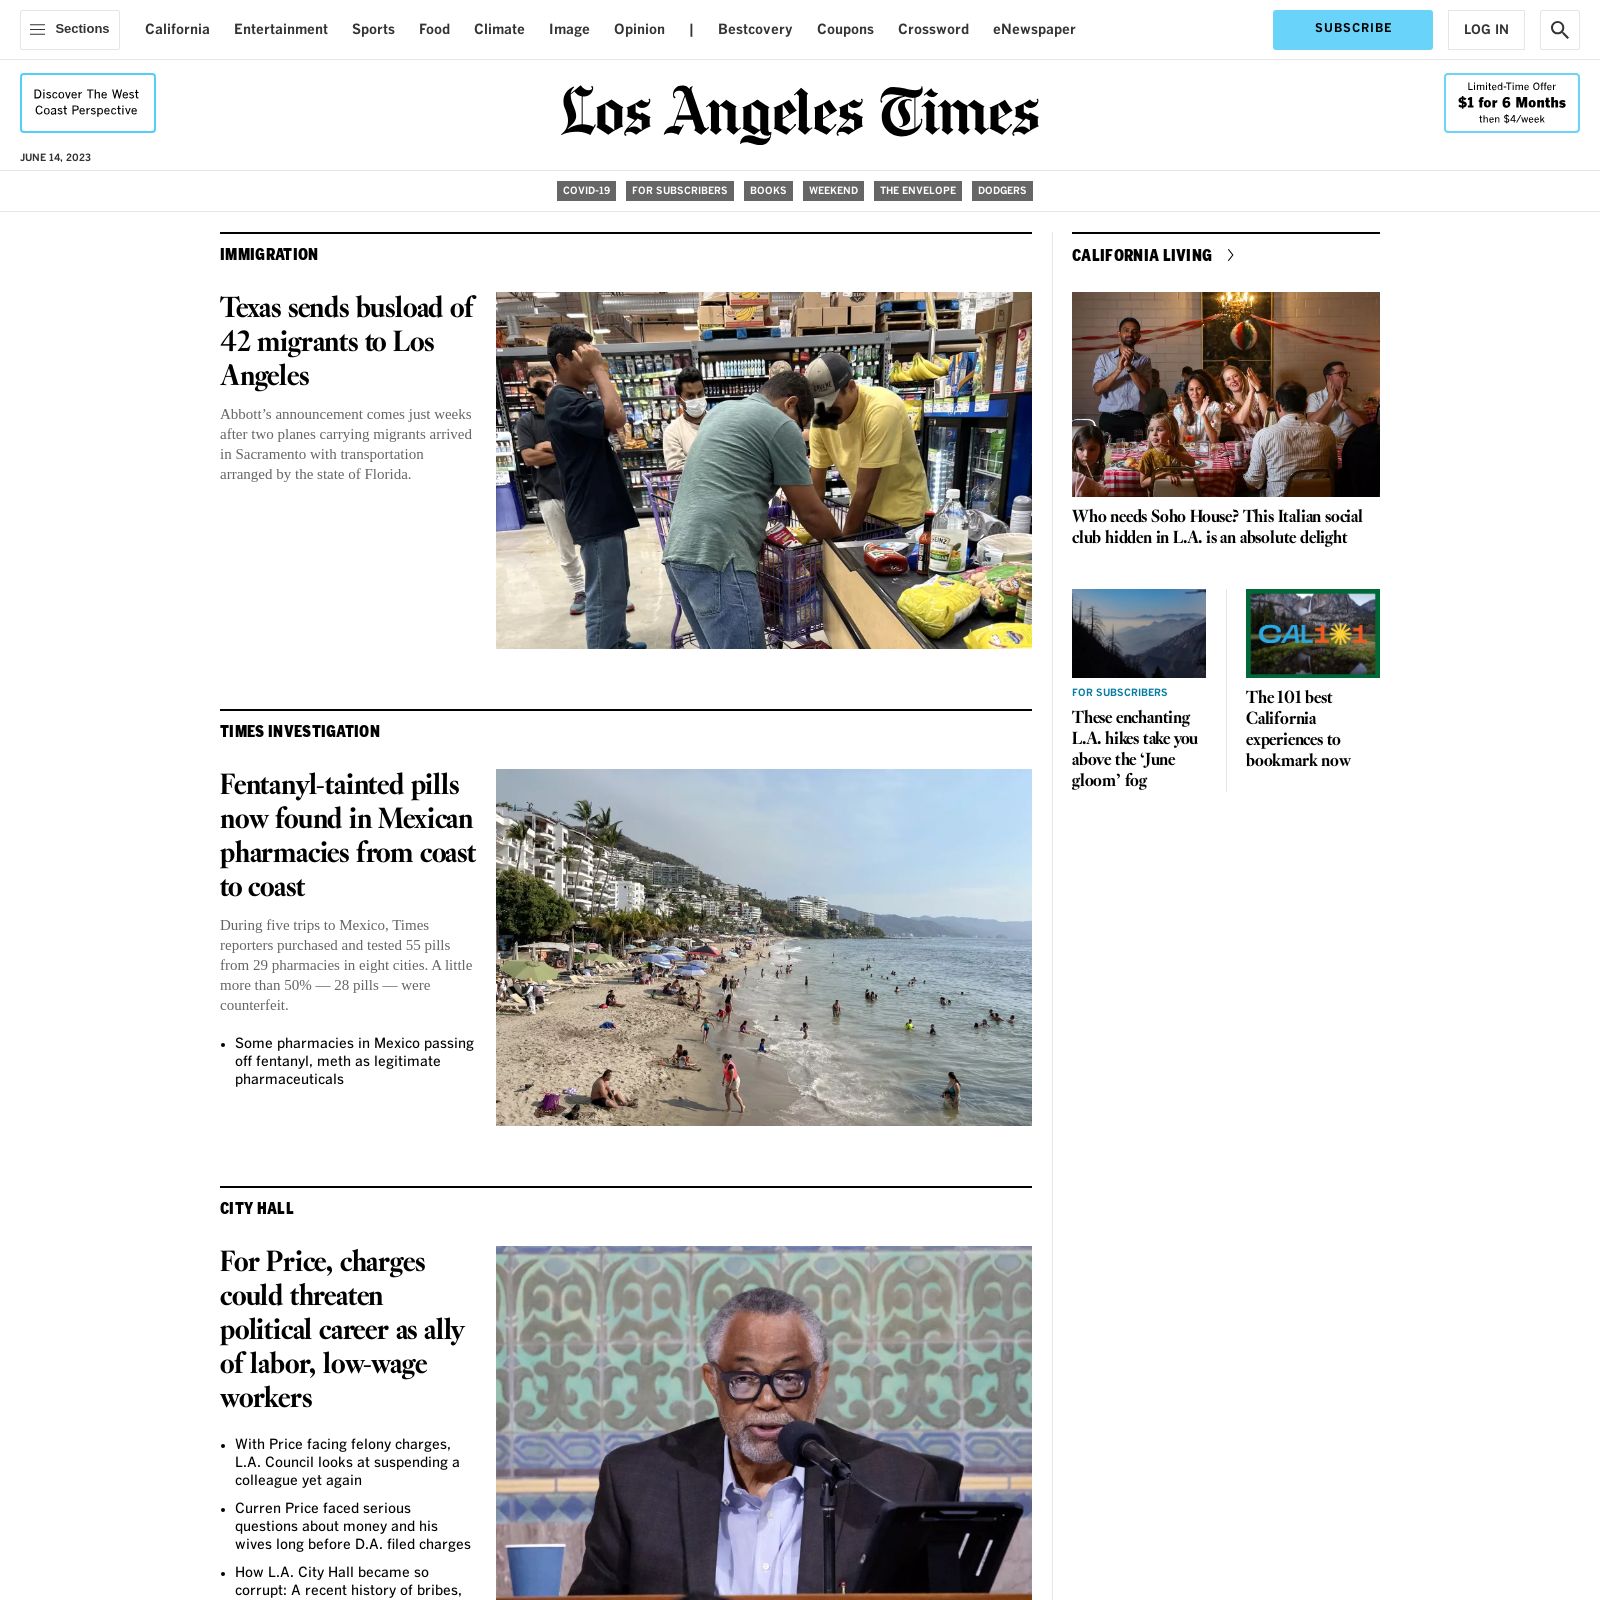 Sections
California
Entertainment
Sports
Food
Climate
Image
Opinion
|
Bestcovery
Coupons
Crossword
eNewspaper
SUBSCRIBE
LOG IN
Discover The West
Coast Perspective
Los Angeles Times
Limited-Time Offer
$1 for 6 Months
then $4/week
JUNE 14, 2023
COVID-19
FOR SUBSCRIBERS
BOOKS
WEEKEND
THE ENVELOPE
DODGERS
IMMIGRATION
Texas sends busload of
42 migrants to Los
Angeles
Abbott’s announcement comes just weeks
after two planes carrying migrants arrived
in Sacramento with transportation
arranged by the state of Florida.
HEINZ
TIMES INVESTIGATION
Fentanyl-tainted pills
now found in Mexican
pharmacies from coast
to coast
During five trips to Mexico, Times
reporters purchased and tested 55 pills
from 29 pharmacies in eight cities. A little
more than 50% — 28 pills — were
counterfeit.
• Some pharmacies in Mexico passing
off fentanyl, meth as legitimate
pharmaceuticals
CITY HALL
For Price, charges
could threaten
political career as ally
of labor, low-wage
workers
• With Price facing felony charges,
L.A. Council looks at suspending a
colleague yet again
• Curren Price faced serious
questions about money and his
wives long before D.A. filed charges
• How L.A. City Hall became so
corrupt: A recent history of bribes,
CALIFORNIA LIVING
Who needs Soho House? This Italian social
club hidden in L.A. is an absolute delight
FOR SUBSCRIBERS
These enchanting
L.A. hikes take you
above the ‘June
gloom’ fog
CAL101
The 101 best
California
experiences to
bookmark now